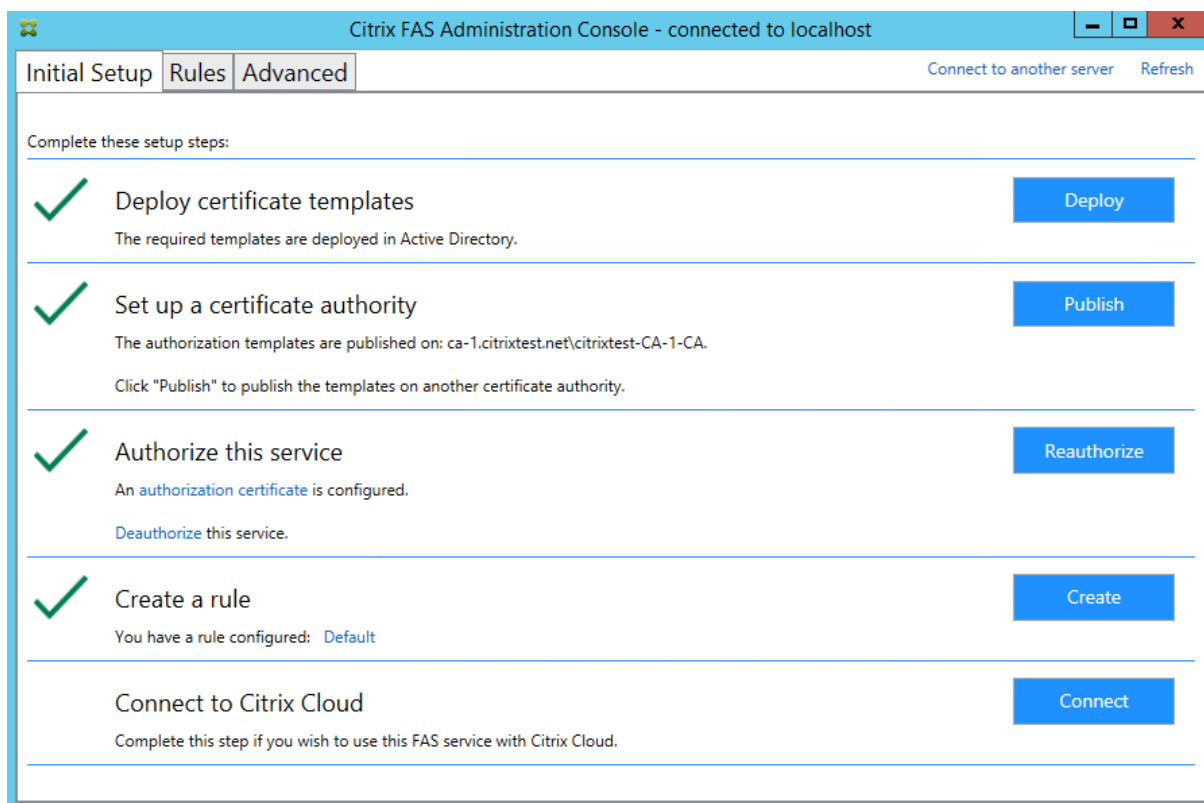 Citrix FAS Administration Console - connected to localhost
Initial Setup Rules Advanced Connect to another server Refresh
Complete these setup steps:
Deploy certificate templates Deploy
The required templates are deployed in Active Directory.
Set up a certificate authority Publish
The authorization templates are published on: ca-1.citrixtest.net\citrixtest-CA-1-CA.
Click "Publish" to publish the templates on another certificate authority.
Authorize this service Reauthorize
An authorization certificate is configured.
Deauthorize this service.
Create a rule Create
You have a rule configured: Default
Connect to Citrix Cloud Connect
Complete this step if you wish to use this FAS service with Citrix Cloud.